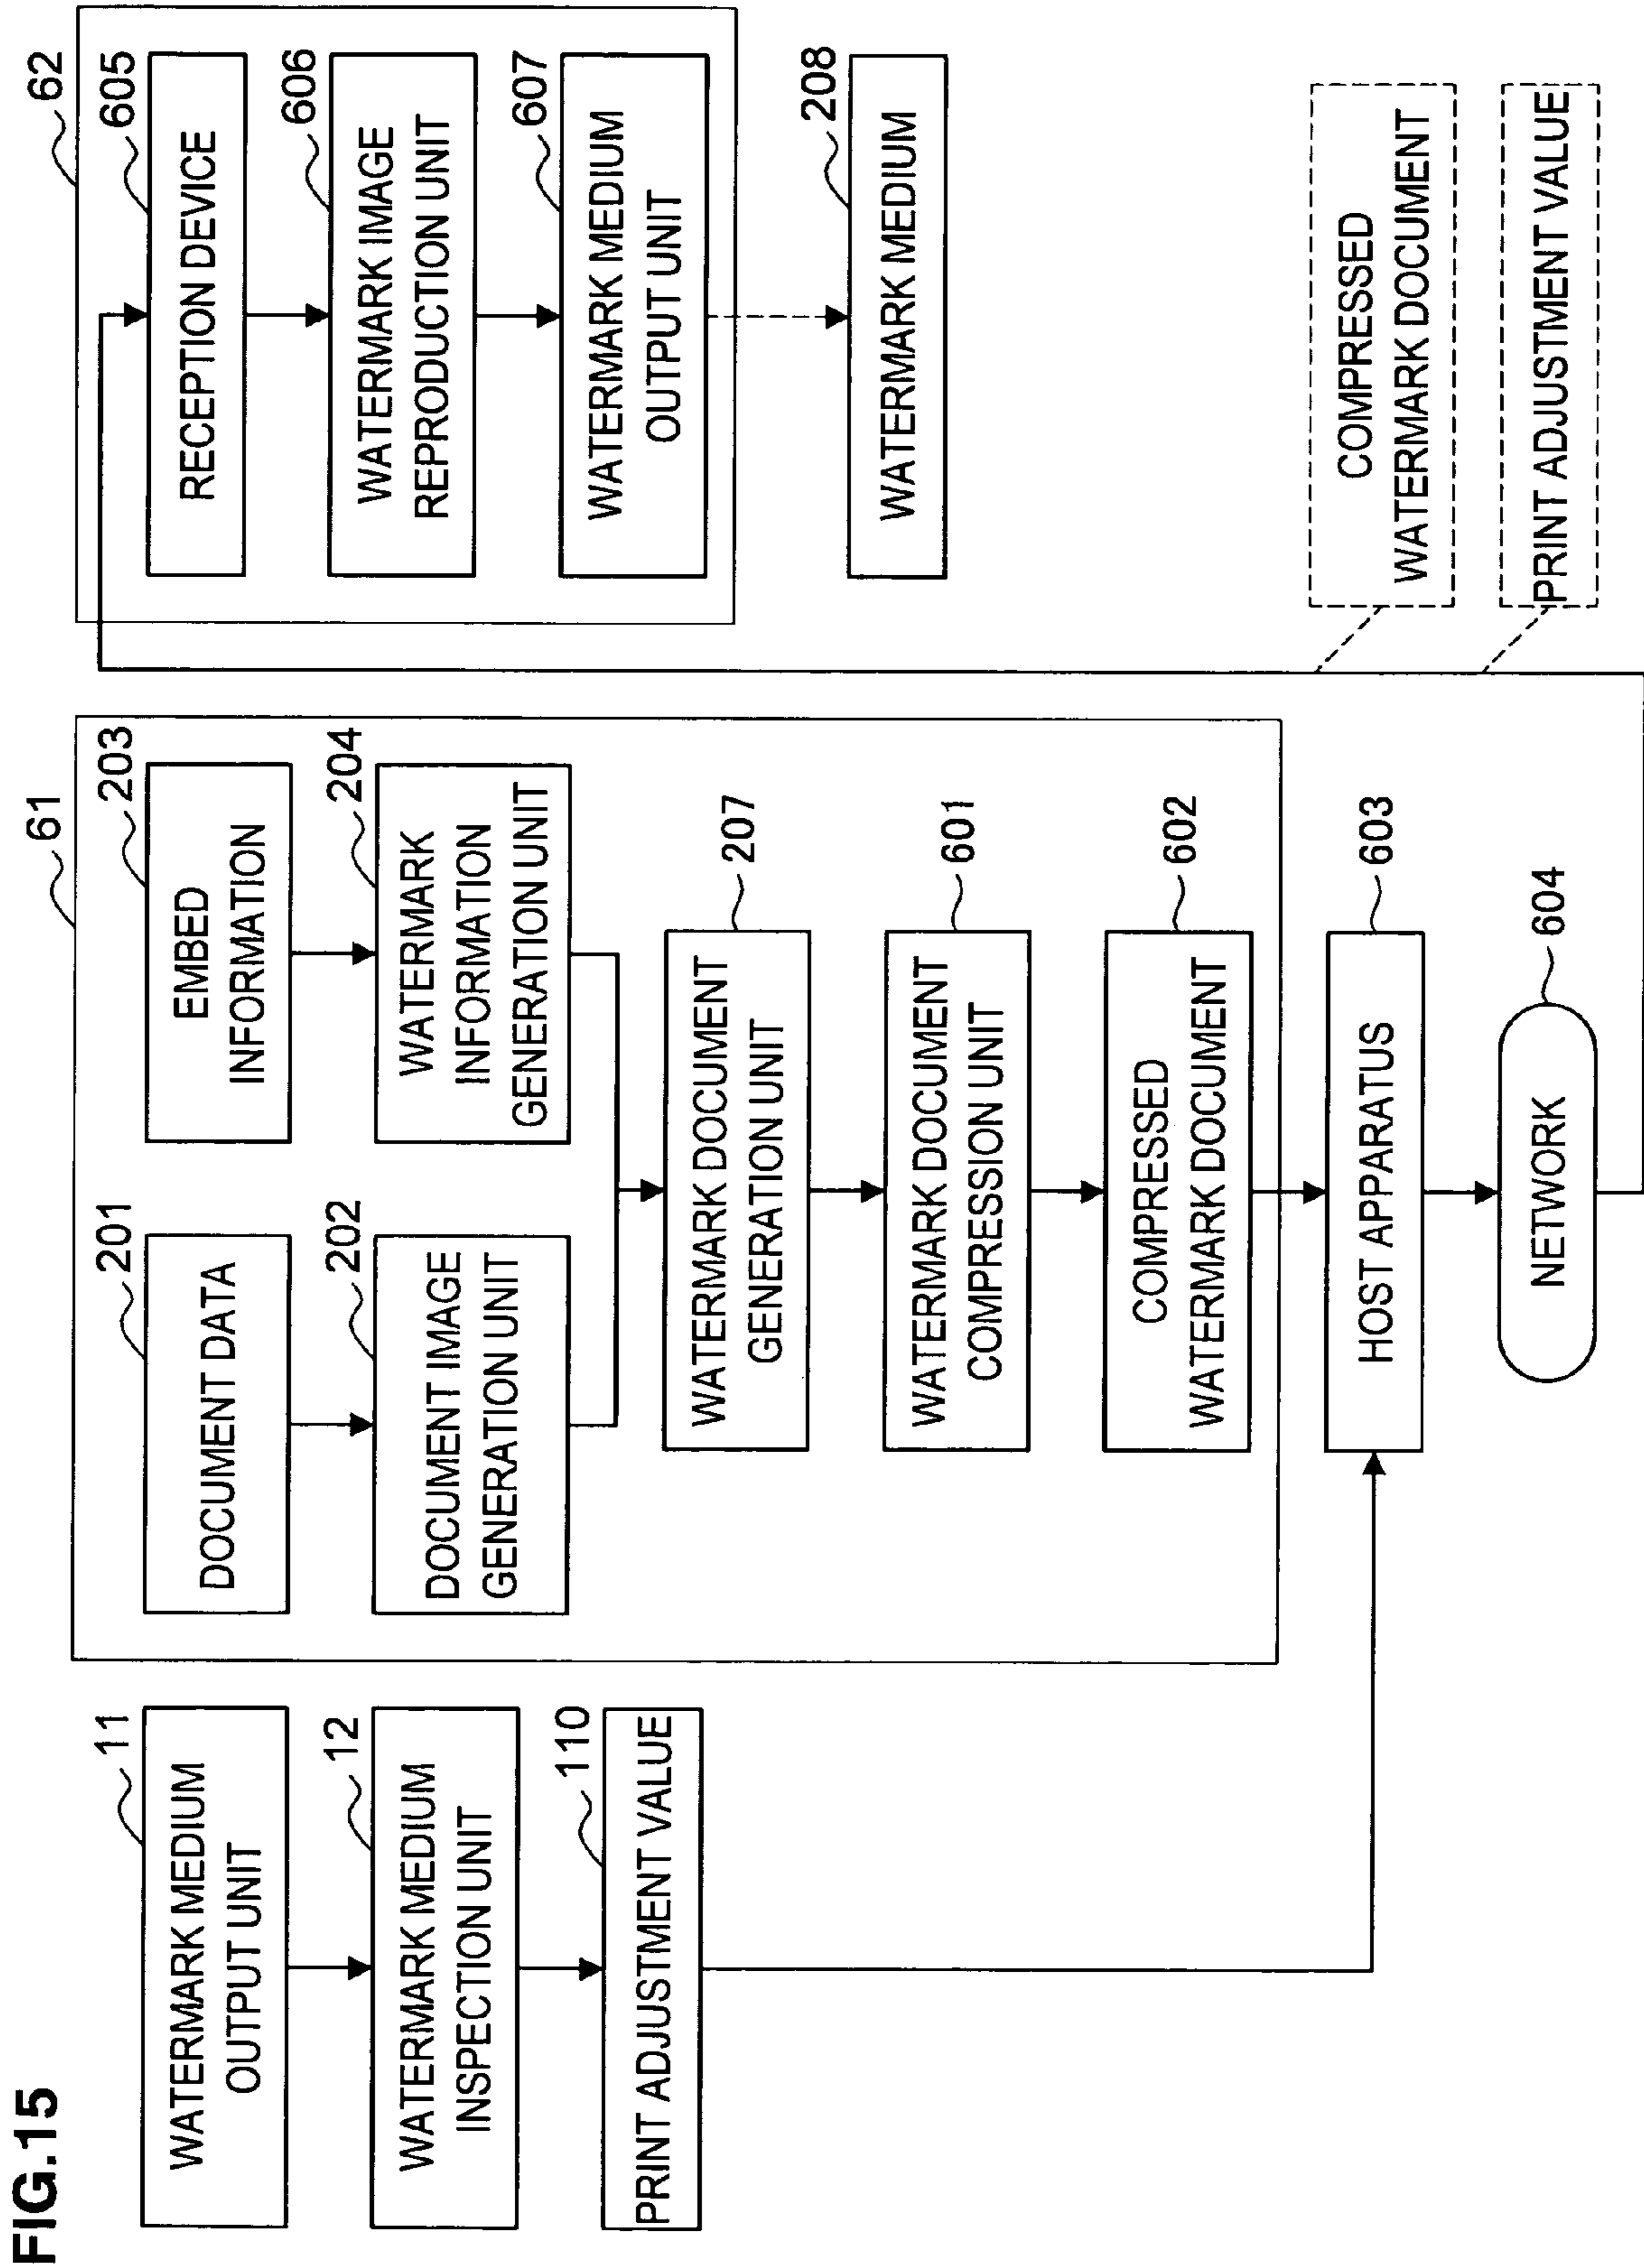 FIG.15
11
WATERMARK MEDIUM
OUTPUT UNIT
12
WATERMARK MEDIUM
INSPECTION UNIT
110
PRINT ADJUSTMENT VALUE
61
201
DOCUMENT DATA
202
DOCUMENT IMAGE
GENERATION UNIT
203
EMBED
INFORMATION
204
WATERMARK
INFORMATION
GENERATION UNIT
207
WATERMARK DOCUMENT
GENERATION UNIT
601
WATERMARK DOCUMENT
COMPRESSION UNIT
602
COMPRESSED
WATERMARK DOCUMENT
603
HOST APPARATUS
604
NETWORK
62
605
RECEPTION DEVICE
606
WATERMARK IMAGE
REPRODUCTION UNIT
607
WATERMARK MEDIUM
OUTPUT UNIT
208
WATERMARK MEDIUM
COMPRESSED
WATERMARK DOCUMENT
PRINT ADJUSTMENT VALUE